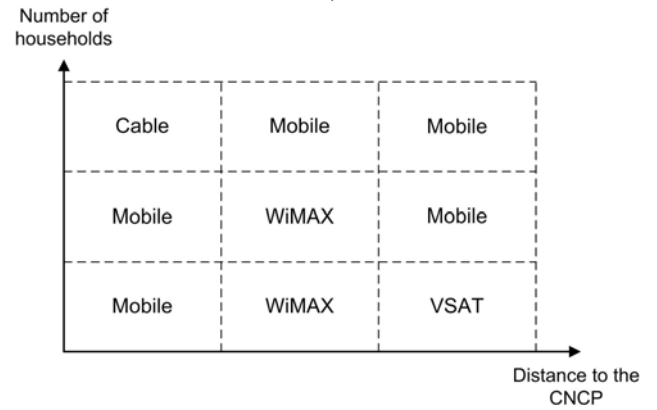 Number of
households
Cable Mobile Mobile
Mobile WiMAX Mobile
Mobile WiMAX VSAT
Distance to the
CNCP